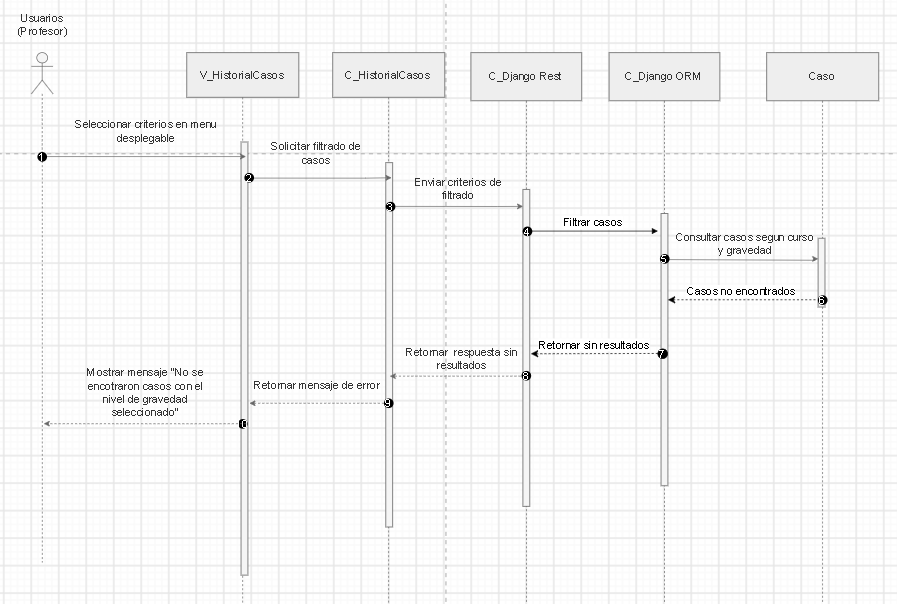 Usuarios
(Profesor)
V_HistorialCasos
C_HistorialCasos
C_Django Rest
C_Django ORM
Caso
Seleccionar criterios en menu
desplegable
1
Solicitar filtrado de
casos
2
Enviar criterios de
filtrado
3
Filtrar casos
4
Consultar casos segun curso
y gravedad
5
Casos no encontrados
6
Retornar sin resultados
7
Retornar respuesta sin
resultados
8
Retornar mensaje de error
9
Mostrar mensaje "No se
encotraron casos con el
nivel de gravedad
seleccionado"